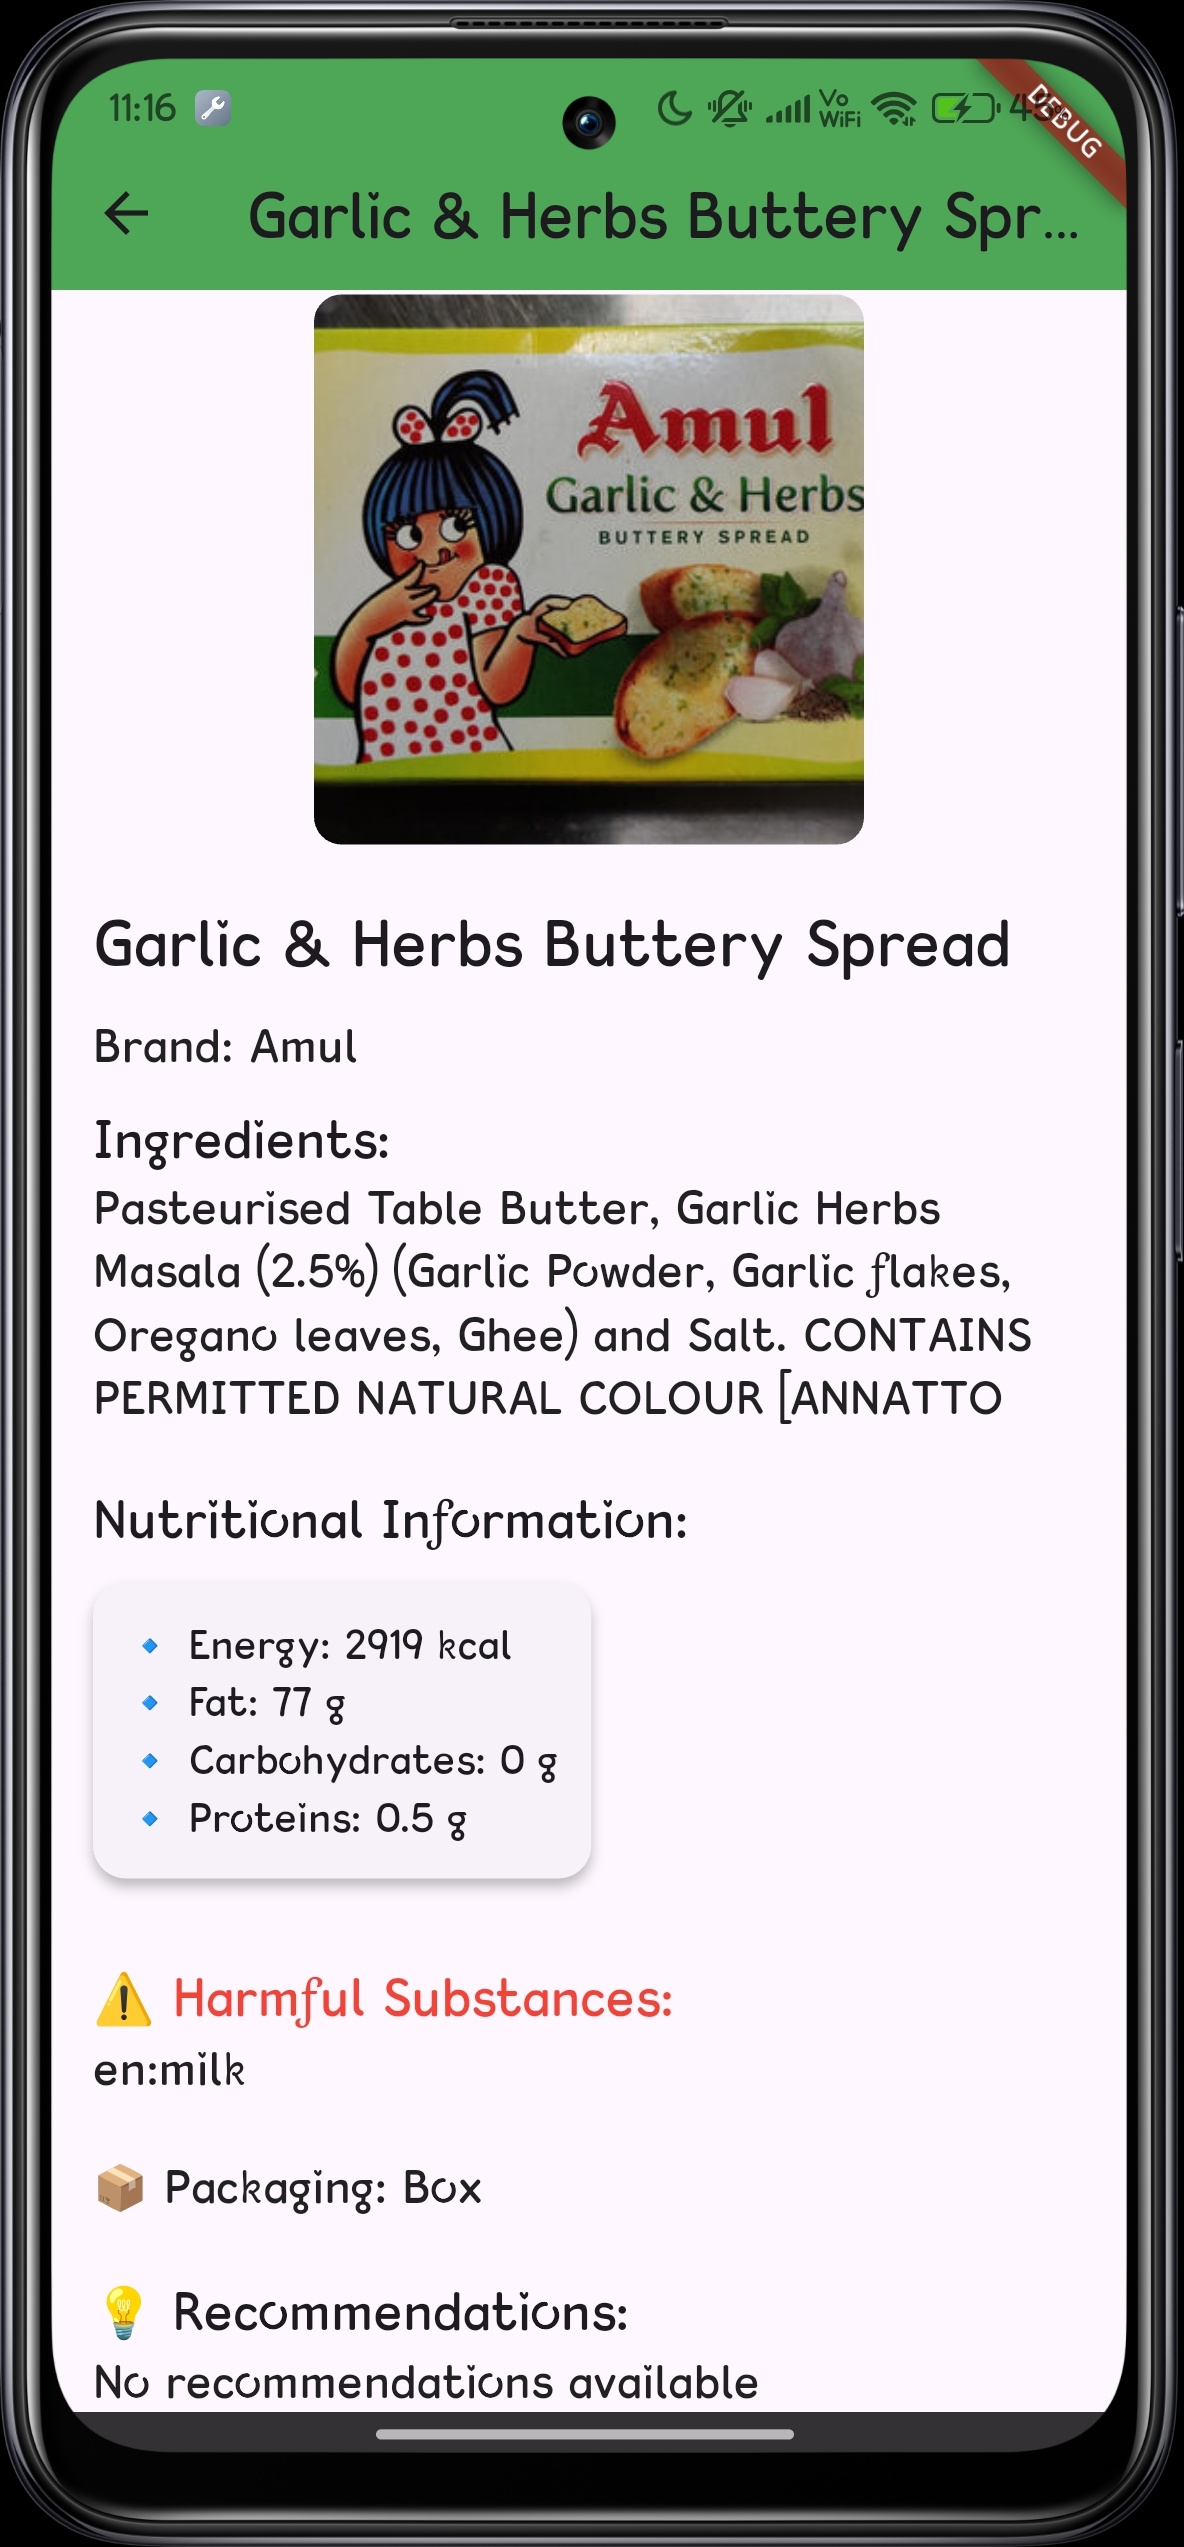 11:16
Vo
WiFi
DEBUG
Garlic & Herbs Buttery Spr...
Amul
Garlic & Herbs
BUTTERY SPREAD
Garlic & Herbs Buttery Spread
Brand: Amul
Ingredients:
Pasteurised Table Butter, Garlic Herbs
Masala (2.5%) (Garlic Powder, Garlic flakes,
Oregano leaves, Ghee) and Salt. CONTAINS
PERMITTED NATURAL COLOUR [ANNATTO
Nutritional Information:
Energy: 2919 kcal
Fat: 77 g
Carbohydrates: 0 g
Proteins: 0.5 g
Harmful Substances:
en:milk
Packaging: Box
Recommendations:
No recommendations available